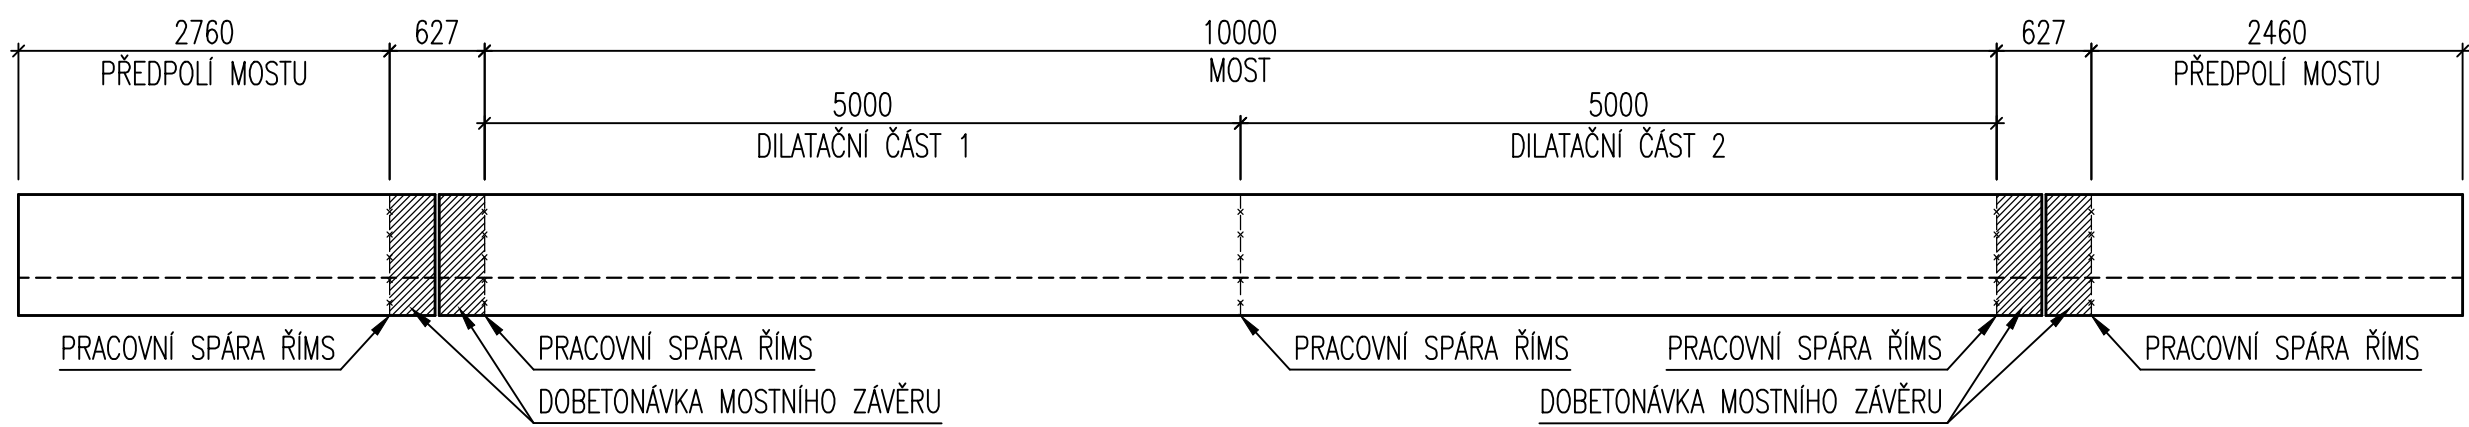 2760 627 10000 627 2460
PŘEDPOLÍ MOSTU MOST PŘEDPOLÍ MOSTU
5000 5000
DILATAČNÍ ČÁST 1 DILATAČNÍ ČÁST 2
PRACOVNÍ SPÁRA ŘÍMS PRACOVNÍ SPÁRA ŘÍMS PRACOVNÍ SPÁRA ŘÍMS PRACOVNÍ SPÁRA ŘÍMS PRACOVNÍ SPÁRA ŘÍMS
DOBETONÁVKA MOSTNÍHO ZÁVĚRU DOBETONÁVKA MOSTNÍHO ZÁVĚRU